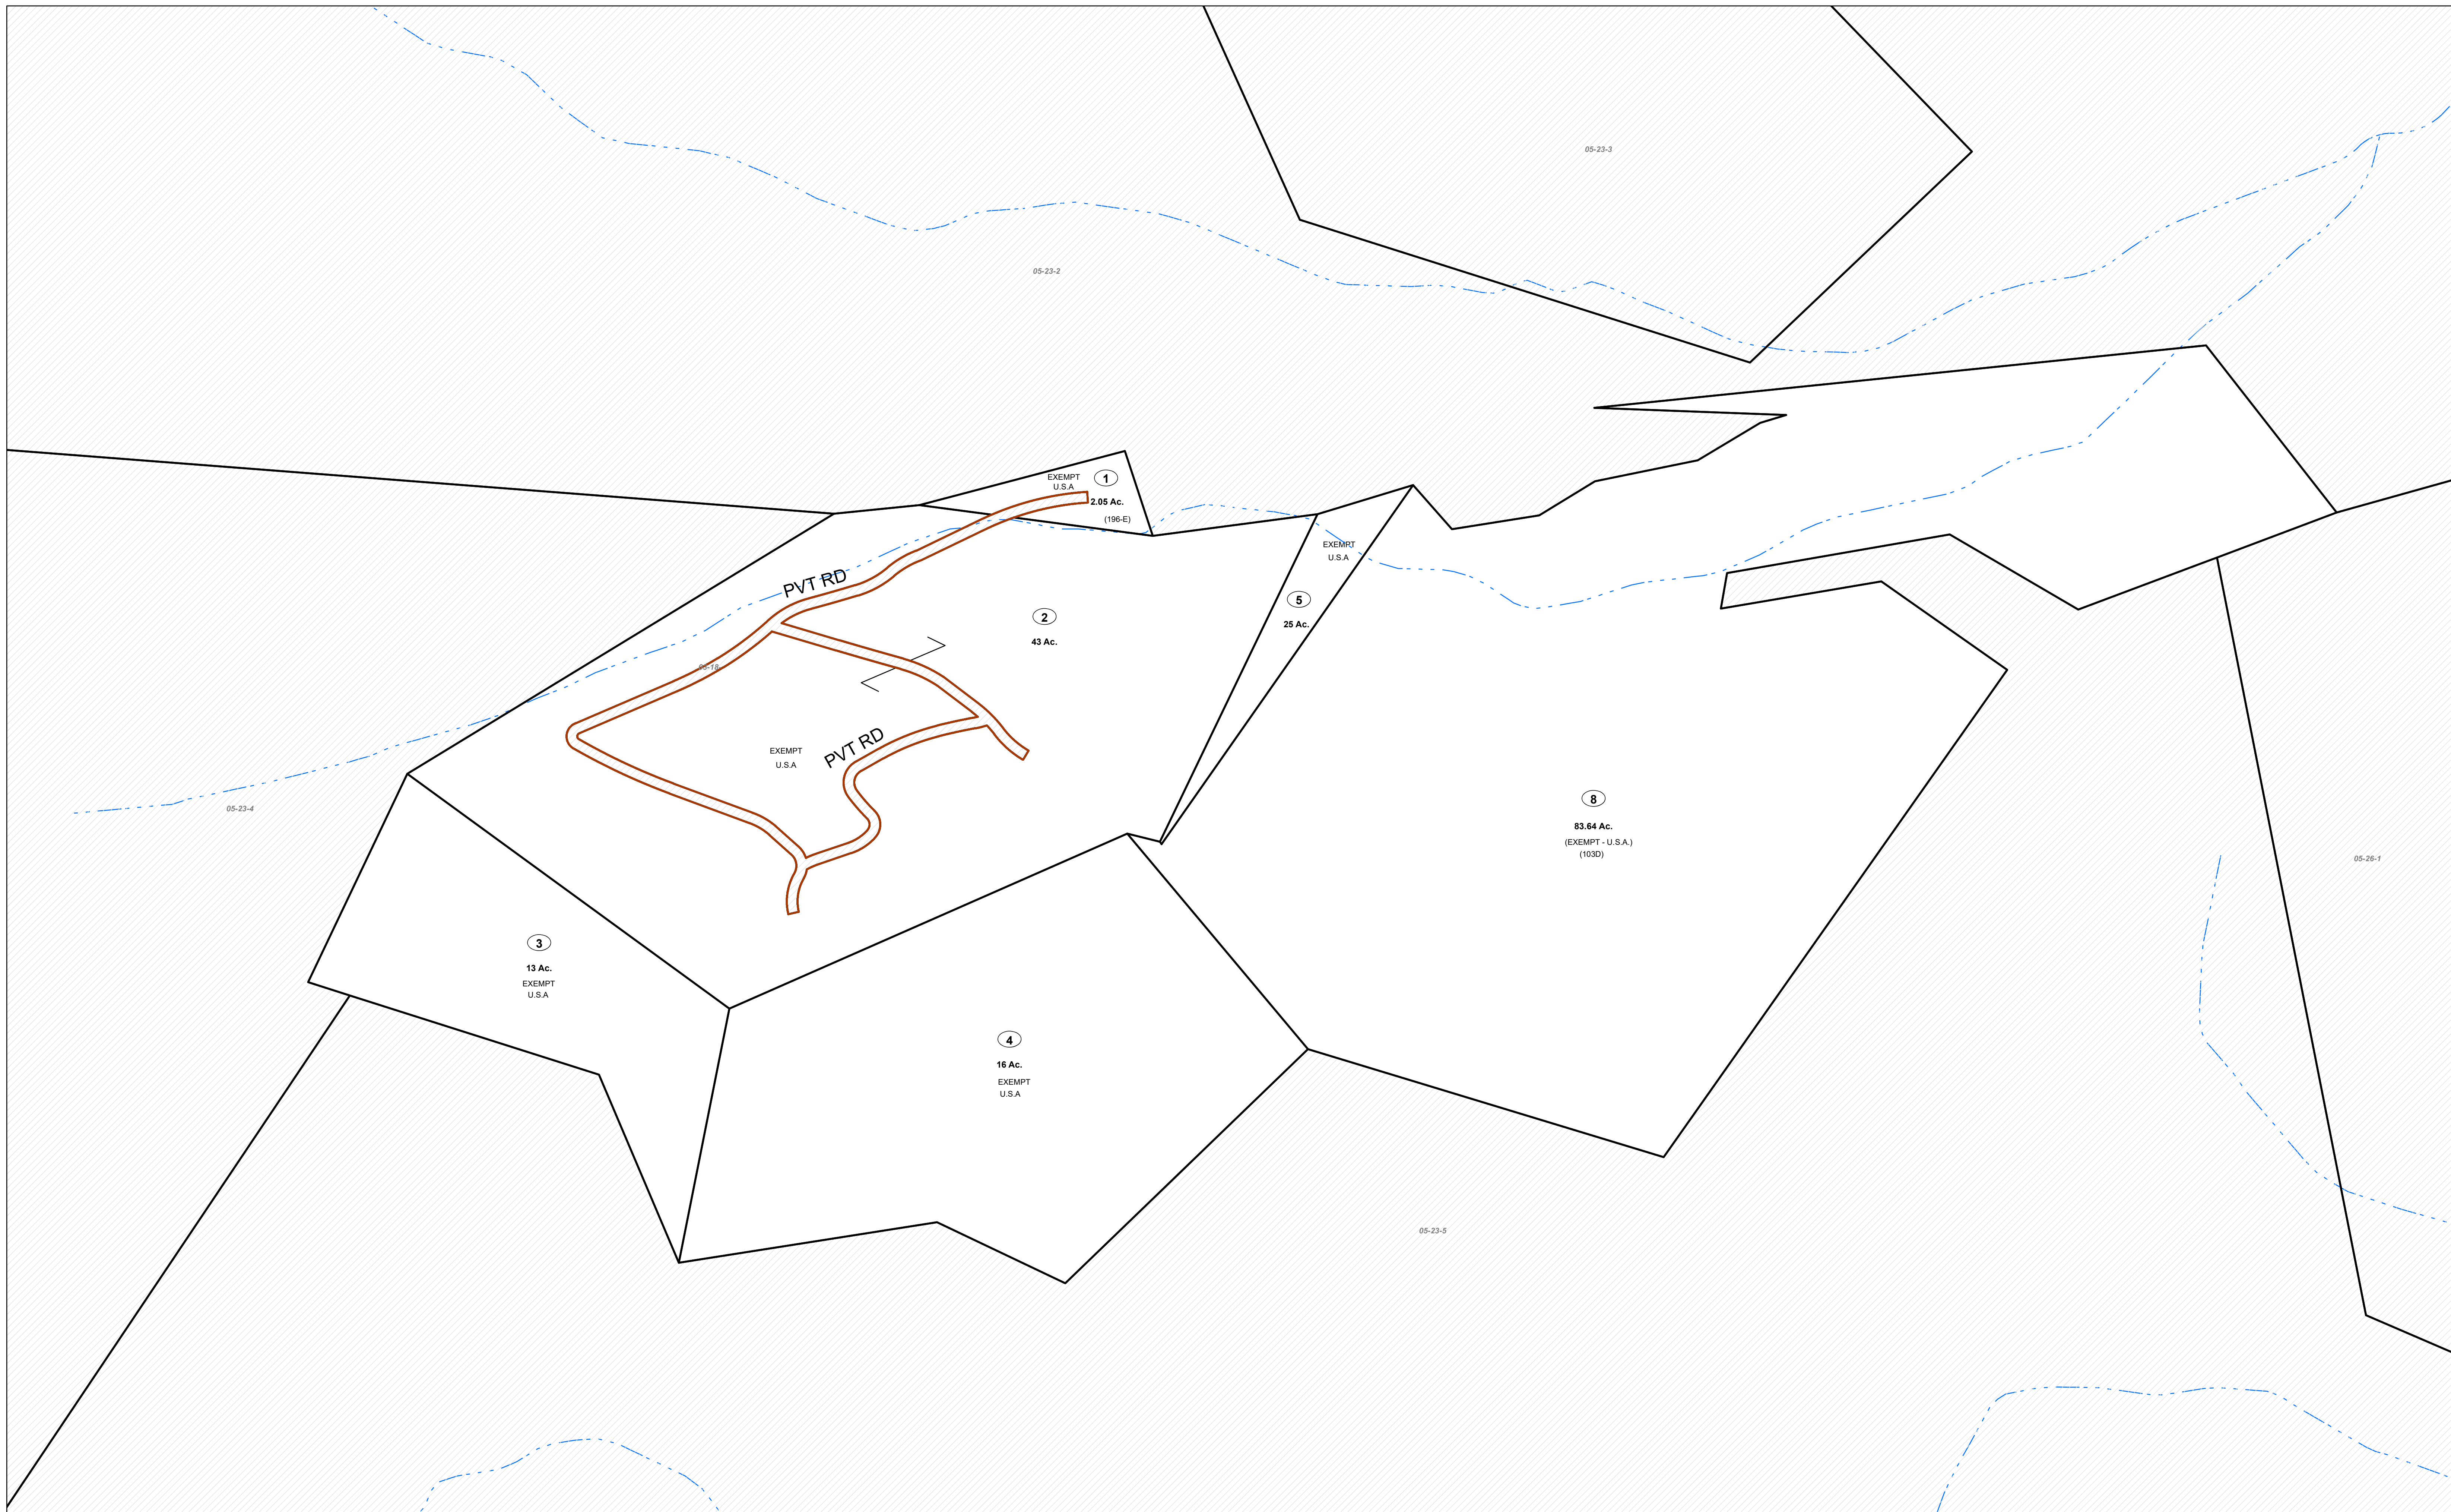 05-23-3
05-23-2
EXEMPT
U.S.A
1
2.05 Ac.
(196-E)
EXEMPT
U.S.A
PVT RD
5
25 Ac.
2
43 Ac.
05-18-
EXEMPT
U.S.A
PVT RD
05-23-4
8
83.64 Ac.
(EXEMPT - U.S.A.)
(103D)
05-26-1
3
13 Ac.
EXEMPT
U.S.A
4
16 Ac.
EXEMPT
U.S.A
05-23-5